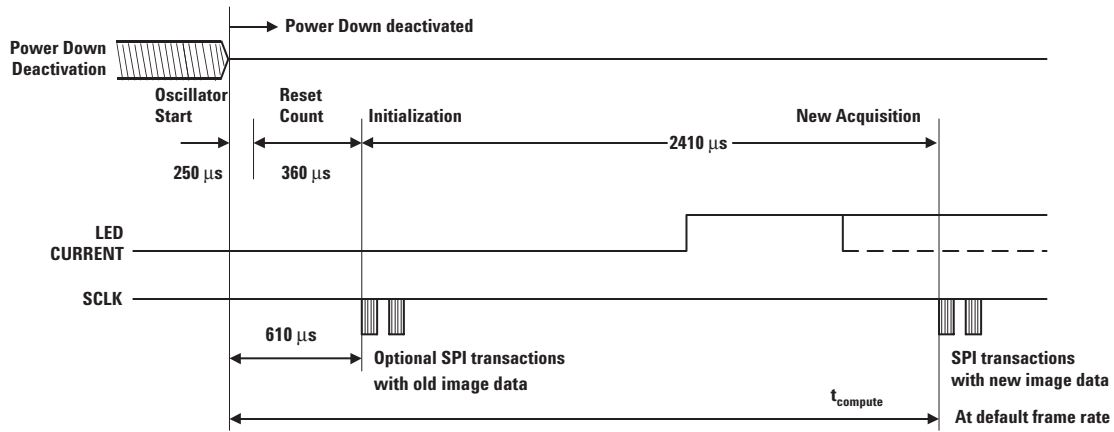 Power Down deactivated
Power Down
Deactivation
Oscillator
Start
Reset
Count
Initialization
New Acquisition
250 μs
360 μs
2410 μs
LED
CURRENT
SCLK
610 μs
Optional SPI transactions
with old image data
SPI transactions
with new image data
tcompute
At default frame rate